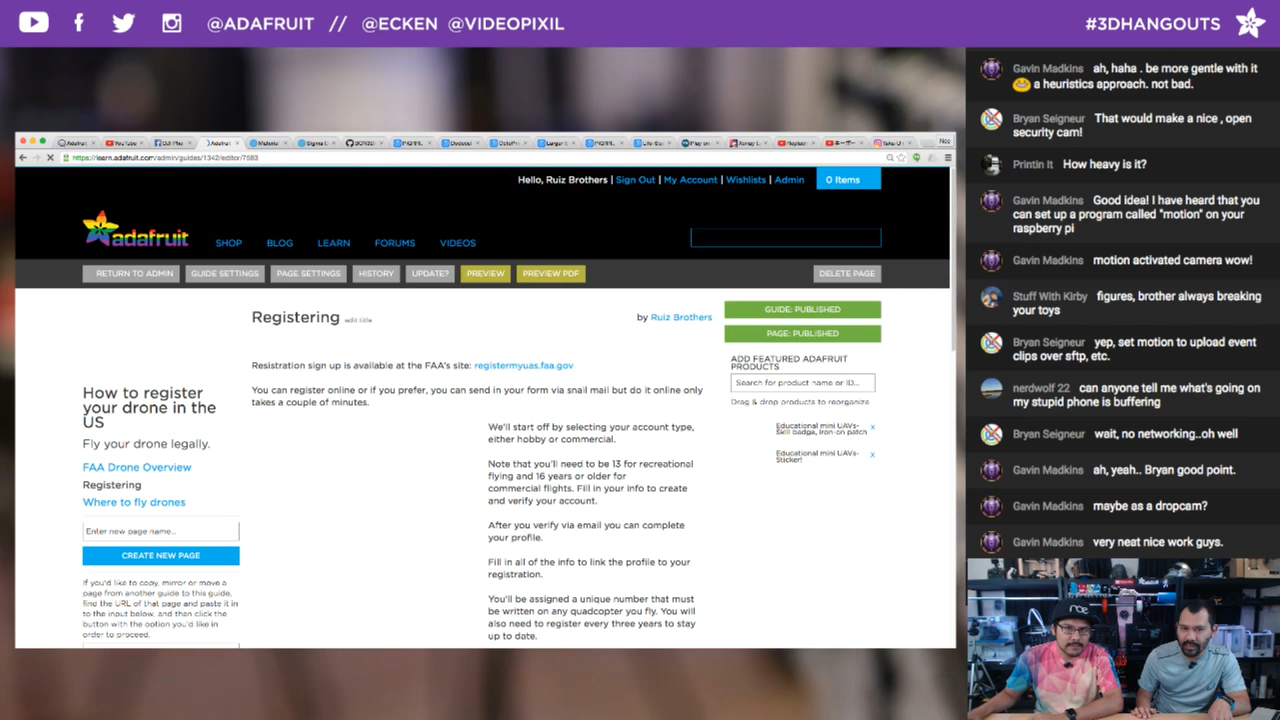 @ADAFRUIT // @ECKEN @VIDEOPIXIL
#3DHANGOUTS
https://learn.adafruit.com/admin/guides/1342/editor/7583
Hello, Ruiz Brothers | Sign Out | My Account | Wishlists | Admin
0 Items
adafruit
SHOP
BLOG
LEARN
FORUMS
VIDEOS
RETURN TO ADMIN
GUIDE SETTINGS
PAGE SETTINGS
HISTORY
UPDATE?
PREVIEW
PREVIEW PDF
DELETE PAGE
Registering edit title
by Ruiz Brothers
Resistration sign up is available at the FAA's site: registermyuas.faa.gov
You can register online or if you prefer, you can send in your form via snail mail but do it online only
takes a couple of minutes.
How to register
your drone in the
US
Fly your drone legally.
FAA Drone Overview
Registering
Where to fly drones
Enter new page name...
CREATE NEW PAGE
If you'd like to copy, mirror or move a
page from another guide to this guide,
find the URL of that page and paste it in
to the input below, and then click the
button with the option you'd like in
order to proceed.
We'll start off by selecting your account type,
either hobby or commercial.
Note that you'll need to be 13 for recreational
flying and 16 years or older for
commercial flights. Fill in your info to create
and verify your account.
After you verify via email you can complete
your profile.
Fill in all of the info to link the profile to your
registration.
You'll be assigned a unique number that must
be written on any quadcopter you fly. You will
also need to register every three years to stay
up to date.
GUIDE: PUBLISHED
PAGE: PUBLISHED
ADD FEATURED ADAFRUIT
PRODUCTS
Search for product name or ID...
Drag & drop products to reorganize
Educational mini UAVs-
Skill badge, iron-on patch
x
Educational mini UAVs-
Sticker!
x
Gavin Madkins ah, haha . be more gentle with it
a heuristics approach. not bad.
Bryan Seigneur That would make a nice , open
security cam!
Printin It How heavy is it?
Gavin Madkins Good idea! I have heard that you
can set up a program called "motion" on your
raspberry pi
Gavin Madkins motion activated camera wow!
Stuff With Kirby figures, brother always breaking
your toys
Bryan Seigneur yep, set motion to upload event
clips over sftp, etc.
nerdwolf 22 can anyone tell me what's going on
my stupid phone is buffering
Bryan Seigneur wait, no networking..oh well
Gavin Madkins ah, yeah.. Bryan good point.
Gavin Madkins maybe as a dropcam?
Gavin Madkins very neat nice work guys.